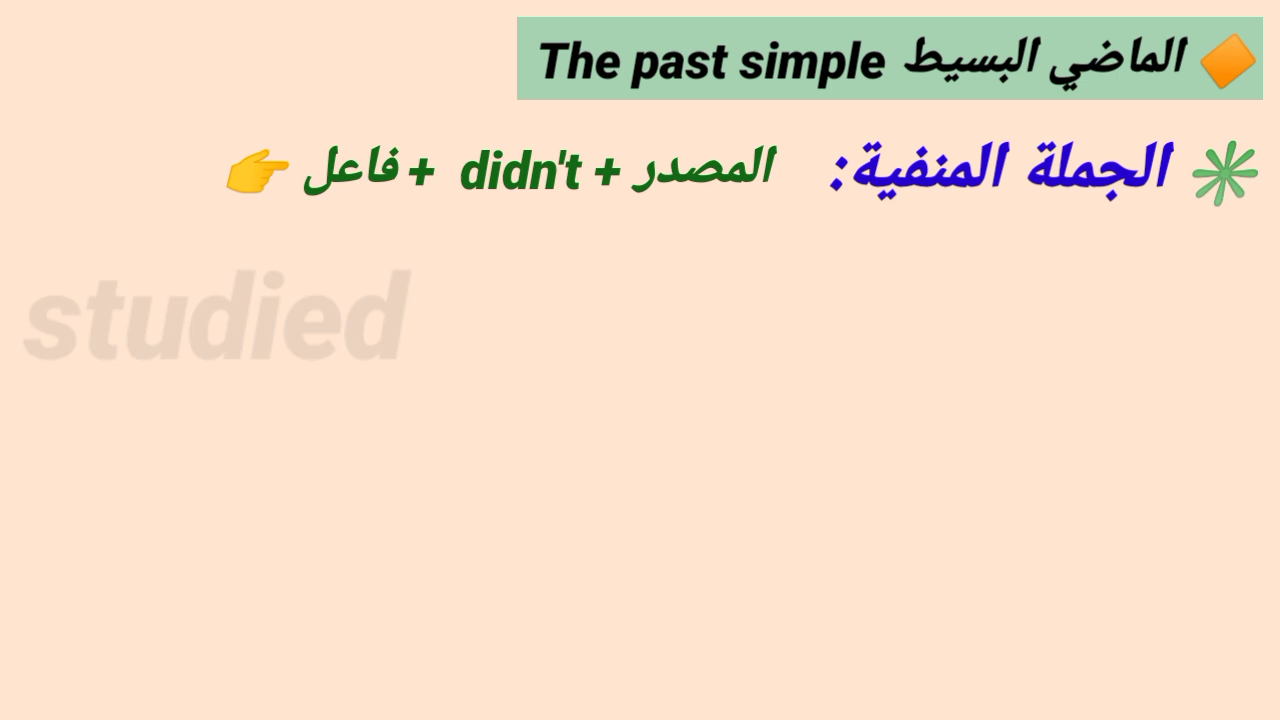 🔶 الماضي البسيط The past simple
✳️ الجملة المنفية: 👉 فاعل + didn't + المصدر
studied